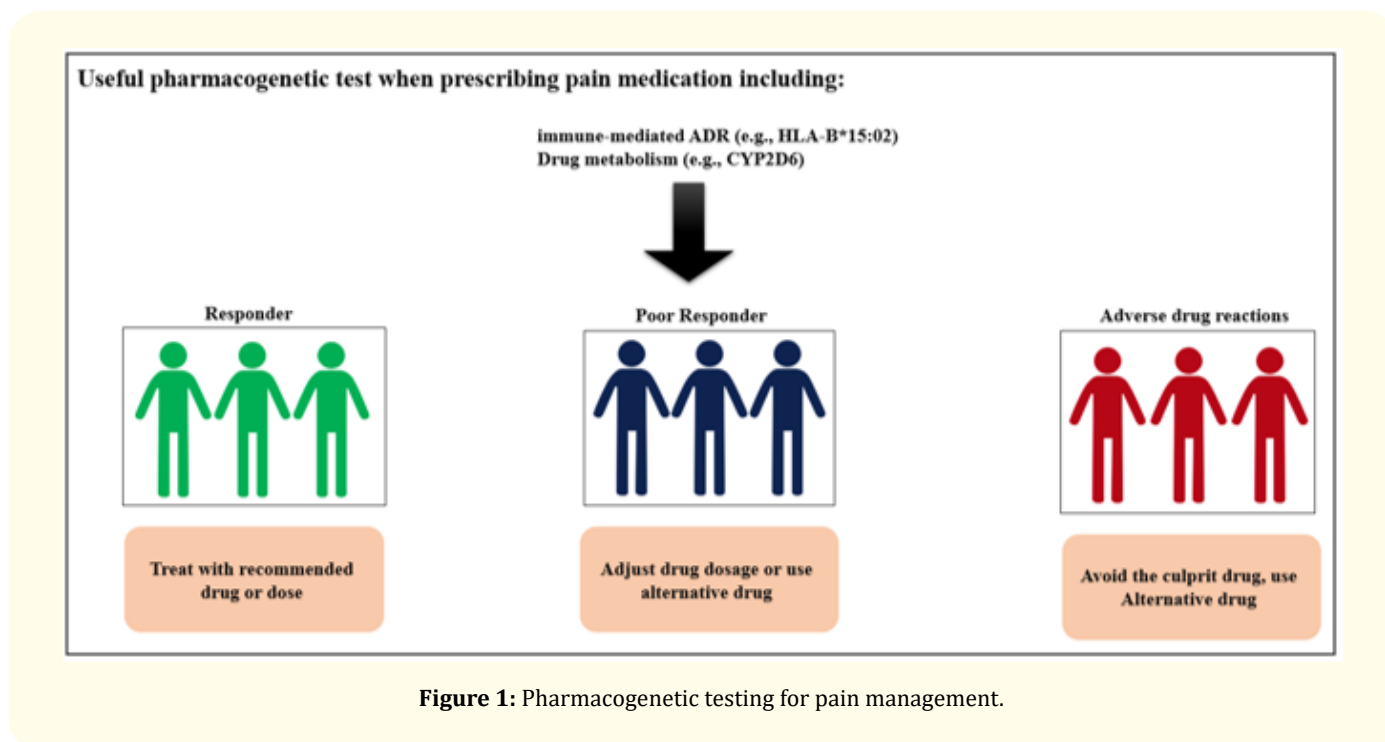 Useful pharmacogenetic test when prescribing pain medication including:
immune-mediated ADR (e.g., HLA-B*15:02)
Drug metabolism (e.g., CYP2D6)
Responder
Poor Responder
Adverse drug reactions
Treat with recommended
drug or dose
Adjust drug dosage or use
alternative drug
Avoid the culprit drug, use
Alternative drug
Figure 1: Pharmacogenetic testing for pain management.